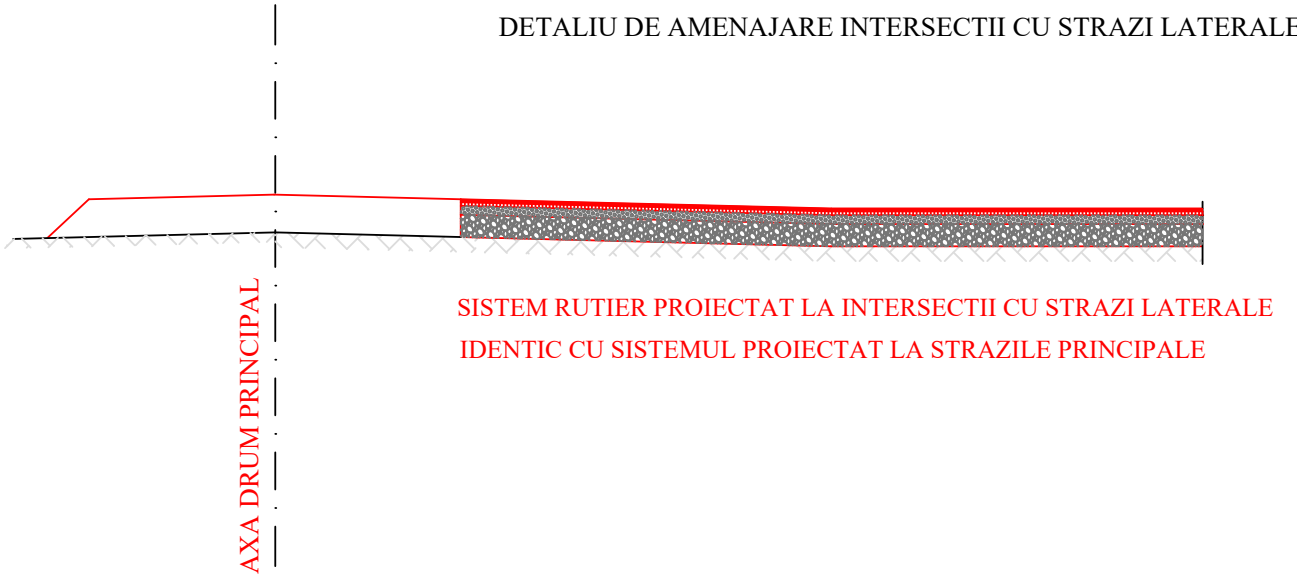 DETALIU DE AMENAJARE INTERSECTII CU STRAZI LATERALE
SISTEM RUTIER PROIECTAT LA INTERSECTII CU STRAZI LATERALE
IDENTIC CU SISTEMUL PROIECTAT LA STRAZILE PRINCIPALE
AXA DRUM PRINCIPAL